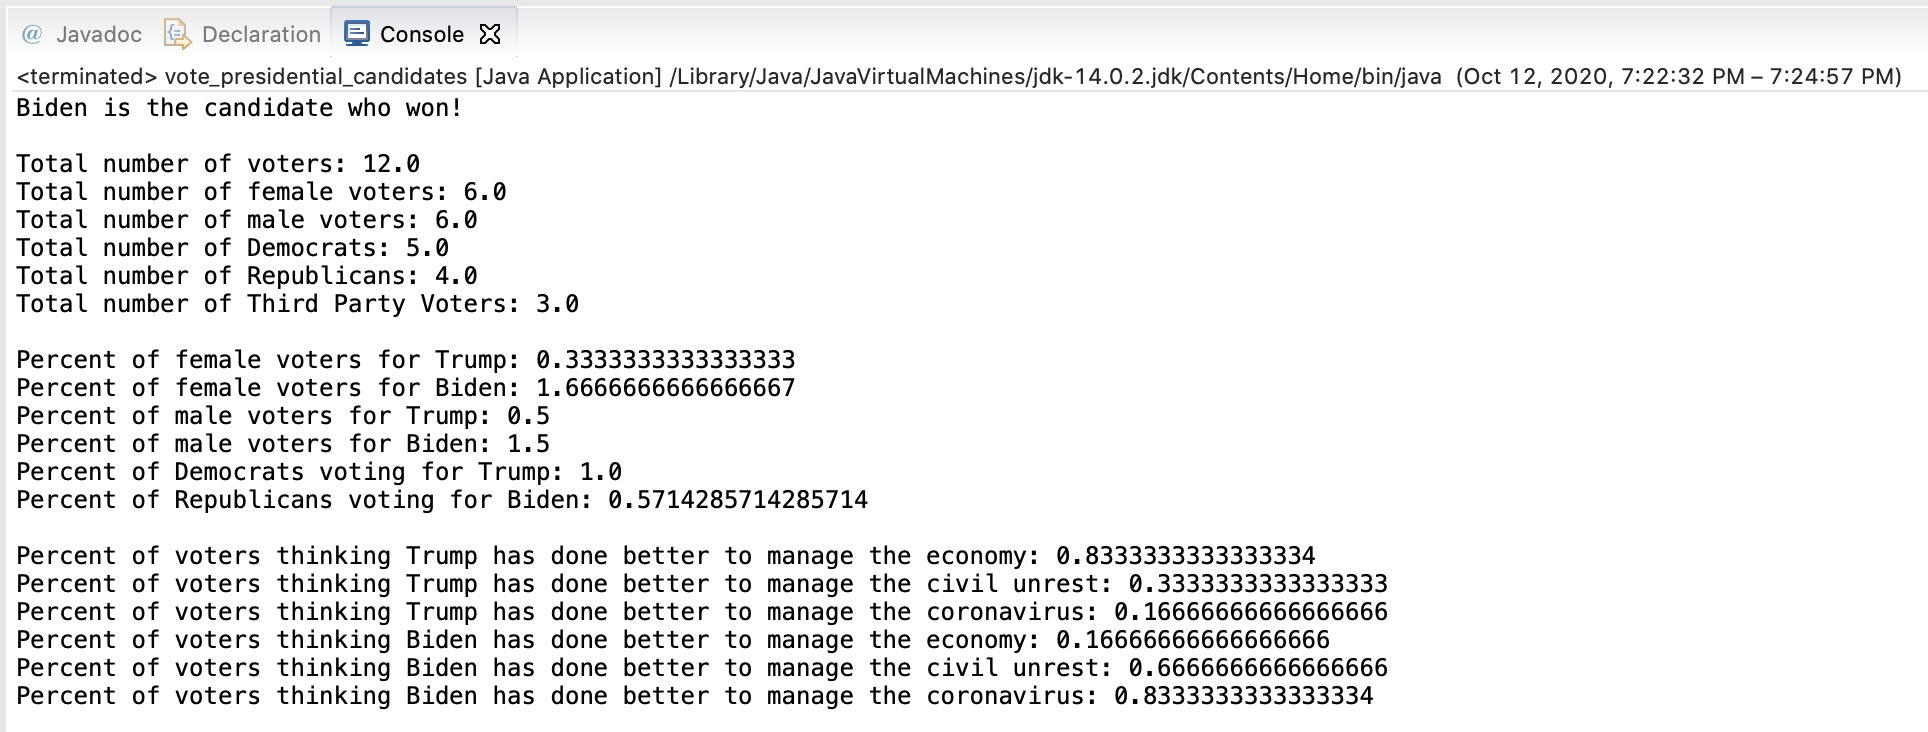 @ Javadoc Declaration Console
<terminated> vote_presidential_candidates [Java Application] /Library/Java/JavaVirtualMachines/jdk-14.0.2.jdk/Contents/Home/bin/java (Oct 12, 2020, 7:22:32 PM – 7:24:57 PM)
Biden is the candidate who won!
Total number of voters: 12.0
Total number of female voters: 6.0
Total number of male voters: 6.0
Total number of Democrats: 5.0
Total number of Republicans: 4.0
Total number of Third Party Voters: 3.0
Percent of female voters for Trump: 0.3333333333333333
Percent of female voters for Biden: 1.6666666666666667
Percent of male voters for Trump: 0.5
Percent of male voters for Biden: 1.5
Percent of Democrats voting for Trump: 1.0
Percent of Republicans voting for Biden: 0.5714285714285714
Percent of voters thinking Trump has done better to manage the economy: 0.8333333333333334
Percent of voters thinking Trump has done better to manage the civil unrest: 0.3333333333333333
Percent of voters thinking Trump has done better to manage the coronavirus: 0.16666666666666666
Percent of voters thinking Biden has done better to manage the economy: 0.16666666666666666
Percent of voters thinking Biden has done better to manage the civil unrest: 0.6666666666666666
Percent of voters thinking Biden has done better to manage the coronavirus: 0.8333333333333334